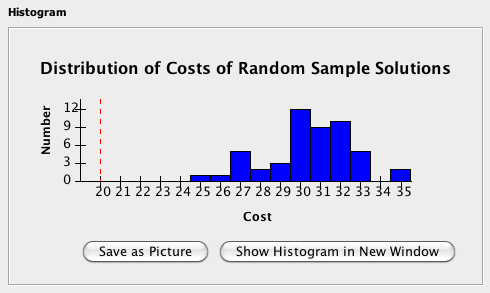 Histogram
Distribution of Costs of Random Sample Solutions
Number
12
9
6
3
0
20 21 22 23 24 25 26 27 28 29 30 31 32 33 34 35
Cost
Save as Picture Show Histogram in New Window